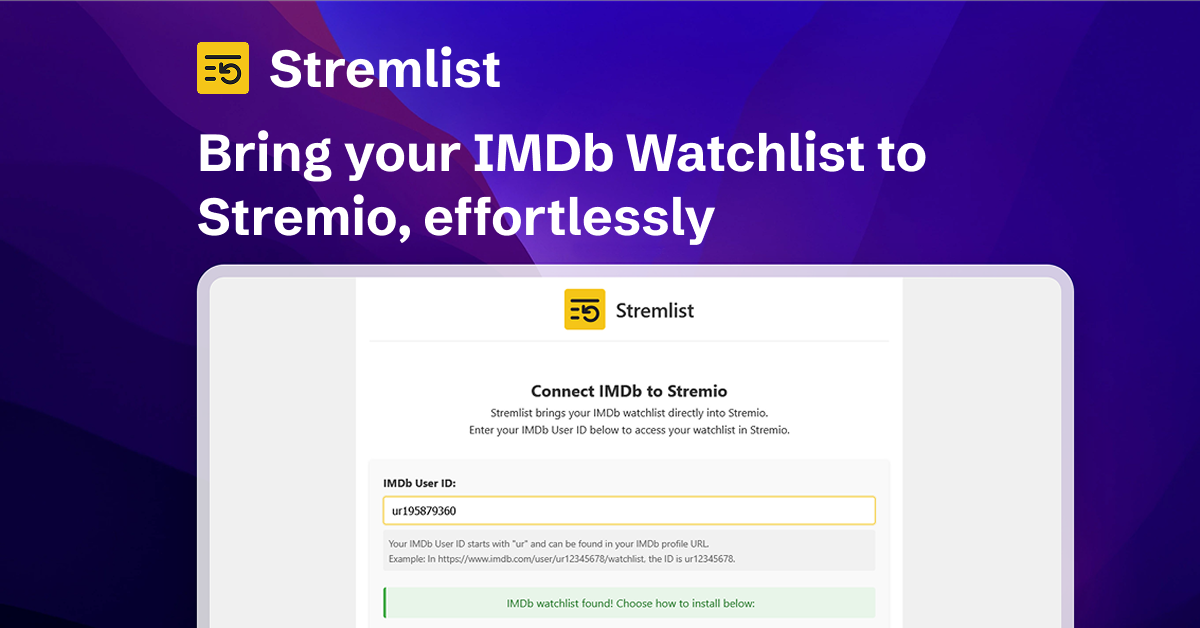 Stremlist
Bring your IMDb Watchlist to
Stremio, effortlessly
Stremlist
Connect IMDb to Stremio
Stremlist brings your IMDb watchlist directly into Stremio.
Enter your IMDb User ID below to access your watchlist in Stremio.
IMDb User ID:
ur195879360
Your IMDb User ID starts with "ur" and can be found in your IMDb profile URL.
Example: In https://www.imdb.com/user/ur12345678/watchlist, the ID is ur12345678.
IMDb watchlist found! Choose how to install below: